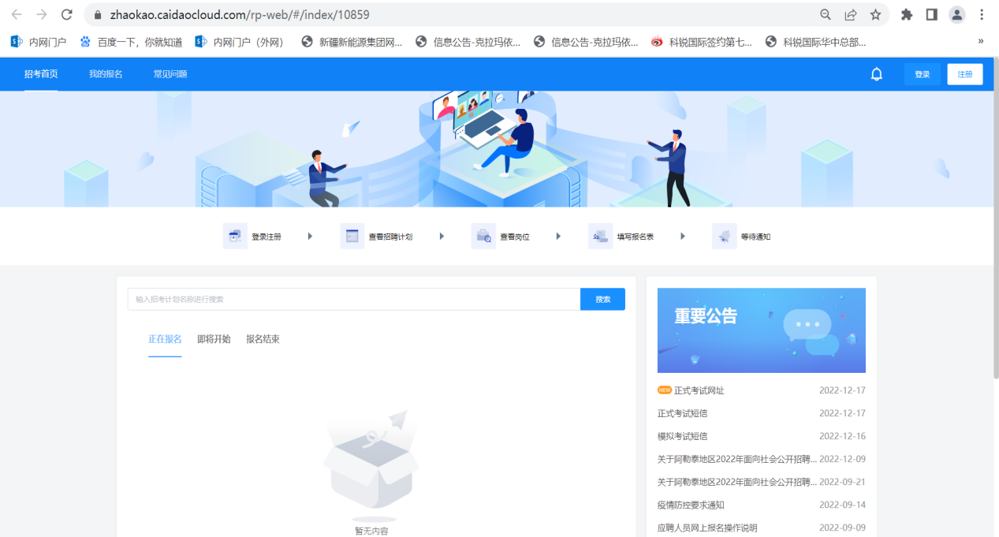 zhaokao.caidaocloud.com/rp-web/#/index/10859
内网门户 百度一下，你就知道 内网门户（外网） 新疆新能源集团网... 信息公告-克拉玛依... 信息公告-克拉玛依... 科锐国际签约第七... 科锐国际华中总部... »
招考首页 我的报名 常见问题 登录 注册
登录注册 查看招聘计划 查看岗位 填写报名表 等待通知
输入招考计划名称进行搜索 搜索
正在报名 即将开始 报名结束
暂无内容
重要公告
NEW 正式考试网址 2022-12-17
正式考试短信 2022-12-17
模拟考试短信 2022-12-16
关于阿勒泰地区2022年面向社会公开招聘... 2022-12-09
关于阿勒泰地区2022年面向社会公开招聘... 2022-09-21
疫情防控要求通知 2022-09-14
应聘人员网上报名操作说明 2022-09-09